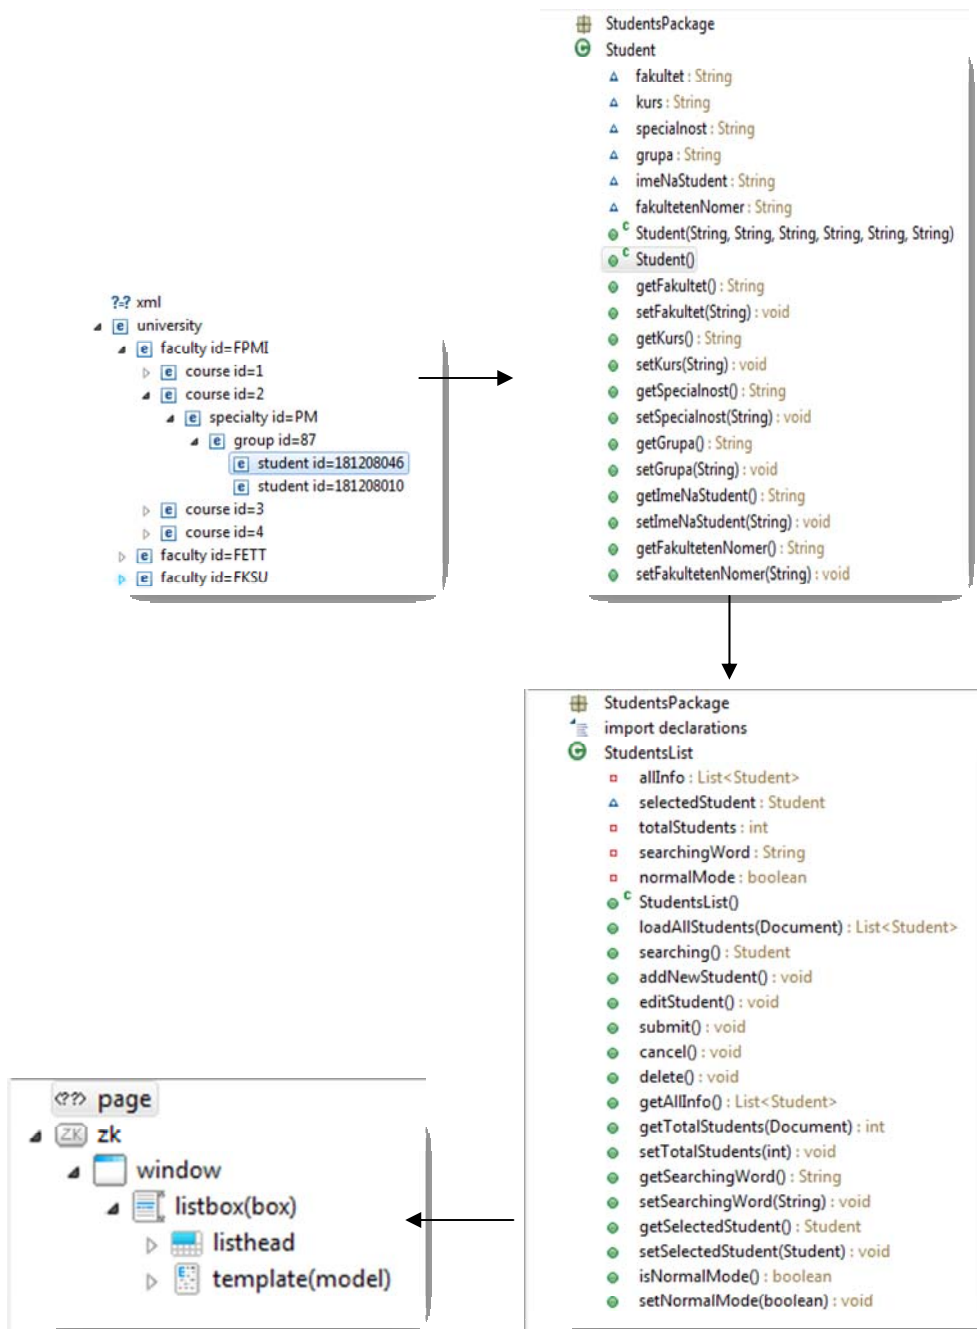 StudentsPackage
Student
fakultet : String
kurs : String
specialnost : String
grupa : String
imeNaStudent : String
fakultetenNomer : String
C Student(String, String, String, String, String, String)
C Student()
getFakultet() : String
setFakultet(String) : void
getKurs() : String
setKurs(String) : void
getSpecialnost() : String
setSpecialnost(String) : void
getGrupa() : String
setGrupa(String) : void
getImeNaStudent() : String
setImeNaStudent(String) : void
getFakultetenNomer() : String
setFakultetenNomer(String) : void
?=? xml
e university
e faculty id=FPMI
e course id=1
e course id=2
e specialty id=PM
e group id=87
e student id=181208046
e student id=181208010
e course id=3
e course id=4
e faculty id=FETT
e faculty id=FKSU
StudentsPackage
import declarations
StudentsList
allInfo : List<Student>
selectedStudent : Student
totalStudents : int
searchingWord : String
normalMode : boolean
C StudentsList()
loadAllStudents(Document) : List<Student>
searching() : Student
addNewStudent() : void
editStudent() : void
submit() : void
cancel() : void
delete() : void
getAllInfo() : List<Student>
getTotalStudents(Document) : int
setTotalStudents(int) : void
getSearchingWord() : String
setSearchingWord(String) : void
getSelectedStudent() : Student
setSelectedStudent(Student) : void
isNormalMode() : boolean
setNormalMode(boolean) : void
<??> page
ZK zk
window
listbox(box)
listhead
template(model)